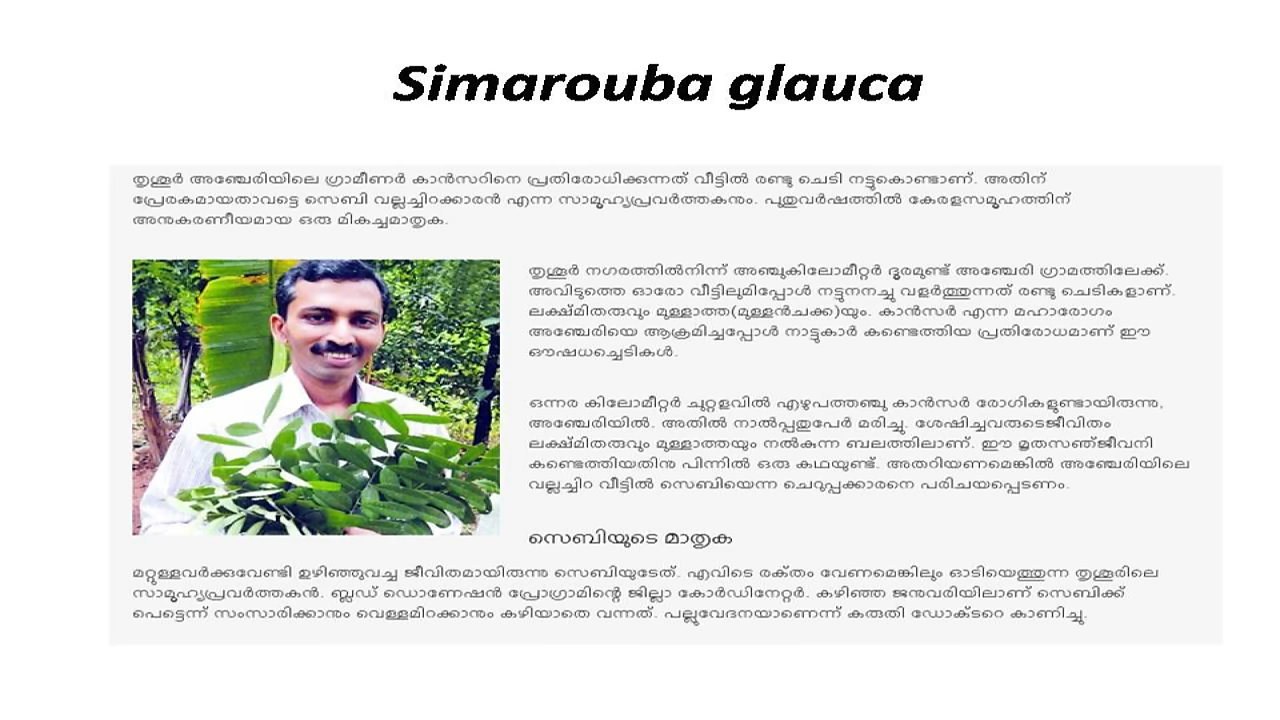 Simarouba glauca
തൃശൂർ അഞ്ചേരിയിലെ ഗ്രാമീണർ കാൻസറിനെ പ്രതിരോധിക്കുന്നത് വീട്ടിൽ രണ്ടു ചെടി നട്ടുകൊണ്ടാണ്. അതിന്
പ്രേരകമായതാവട്ടെ സെബി വല്ലച്ചിറക്കാരൻ എന്ന സാമൂഹ്യപ്രവർത്തകനും. പുതുവർഷത്തിൽ കേരളസമൂഹത്തിന്
അനുകരണീയമായ ഒരു മികച്ചമാതൃക.
തൃശൂർ നഗരത്തിൽനിന്ന് അഞ്ചുകിലോമീറ്റർ ദൂരമുണ്ട് അഞ്ചേരി ഗ്രാമത്തിലേക്ക്.
അവിടുത്തെ ഓരോ വീട്ടിലുമിപ്പോൾ നട്ടുനനച്ചു വളർത്തുന്നത് രണ്ടു ചെടികളാണ്.
ലക്ഷ്മിതരുവും മുള്ളാത്ത(മുള്ളൻചക്ക)യും. കാൻസർ എന്ന മഹാരോഗം
അഞ്ചേരിയെ ആക്രമിച്ചപ്പോൾ നാട്ടുകാർ കണ്ടെത്തിയ പ്രതിരോധമാണ് ഈ
ഔഷധച്ചെടികൾ.
ഒന്നര കിലോമീറ്റർ ചുറ്റളവിൽ എഴുപത്തഞ്ചു കാൻസർ രോഗികളുണ്ടായിരുന്നു,
അഞ്ചേരിയിൽ. അതിൽ നാൽപ്പതുപേർ മരിച്ചു. ശേഷിച്ചവരുടെജീവിതം
ലക്ഷ്മിതരുവും മുള്ളാത്തയും നൽകുന്ന ബലത്തിലാണ്. ഈ മൃതസഞ്ജീവനി
കണ്ടെത്തിയതിനു പിന്നിൽ ഒരു കഥയുണ്ട്. അതറിയണമെങ്കിൽ അഞ്ചേരിയിലെ
വല്ലച്ചിറ വീട്ടിൽ സെബിയെന്ന ചെറുപ്പക്കാരനെ പരിചയപ്പെടണം.
സെബിയുടെ മാതൃക
മറ്റുള്ളവർക്കുവേണ്ടി ഉഴിഞ്ഞുവച്ച ജീവിതമായിരുന്നു സെബിയുടേത്. എവിടെ രക്തം വേണമെങ്കിലും ഓടിയെത്തുന്ന തൃശൂരിലെ
സാമൂഹ്യപ്രവർത്തകൻ. ബ്ലഡ് ഡൊണേഷൻ പ്രോഗ്രാമിന്റെ ജില്ലാ കോർഡിനേറ്റർ. കഴിഞ്ഞ ജനുവരിയിലാണ് സെബിക്ക്
പെട്ടെന്ന് സംസാരിക്കാനും വെള്ളമിറക്കാനും കഴിയാതെ വന്നത്. പല്ലുവേദനയാണെന്ന് കരുതി ഡോക്ടറെ കാണിച്ചു.